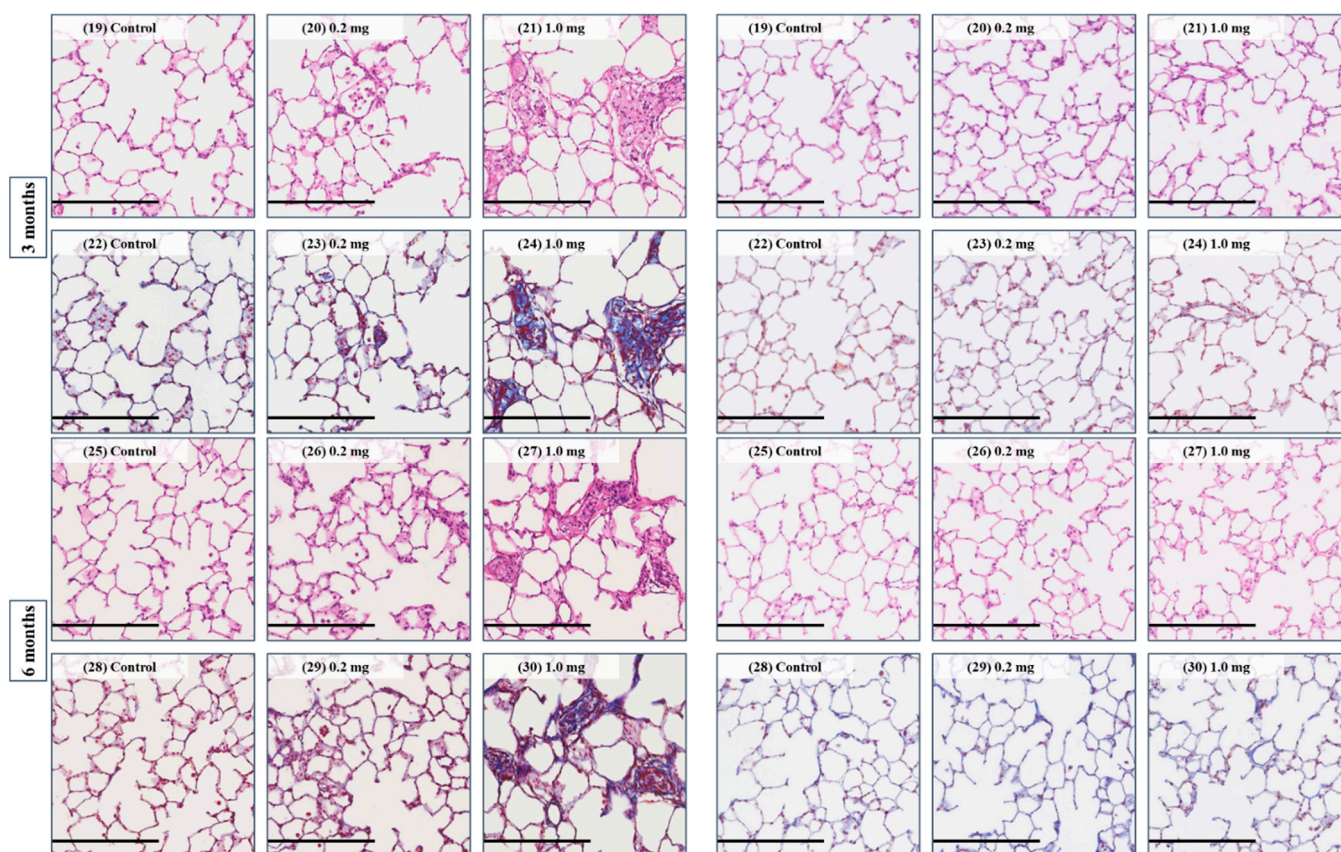 (19) Control (20) 0.2 mg (21) 1.0 mg (19) Control (20) 0.2 mg (21) 1.0 mg
3 months
(22) Control (23) 0.2 mg (24) 1.0 mg (22) Control (23) 0.2 mg (24) 1.0 mg
(25) Control (26) 0.2 mg (27) 1.0 mg (25) Control (26) 0.2 mg (27) 1.0 mg
6 months
(28) Control (29) 0.2 mg (30) 1.0 mg (28) Control (29) 0.2 mg (30) 1.0 mg